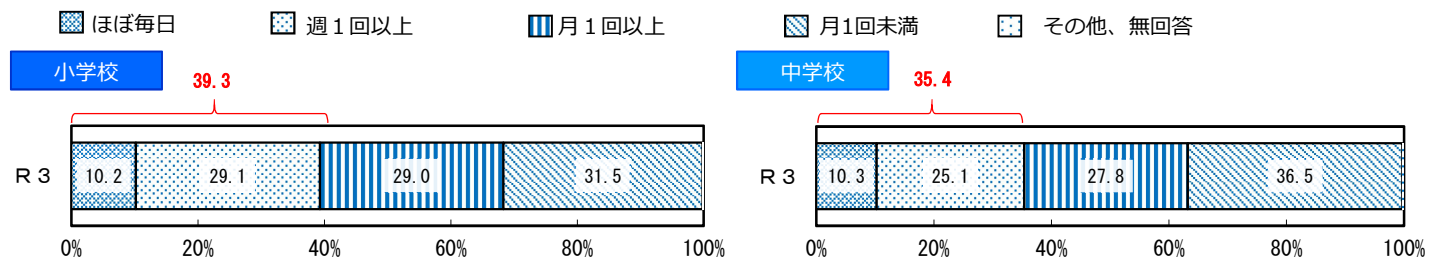 ほぼ毎日 週１回以上 月１回以上 月1回未満 その他、無回答
小学校
39.3
R３ 10.2 29.1 29.0 31.5
0% 20% 40% 60% 80% 100%
中学校
35.4
R３ 10.3 25.1 27.8 36.5
0% 20% 40% 60% 80% 100%